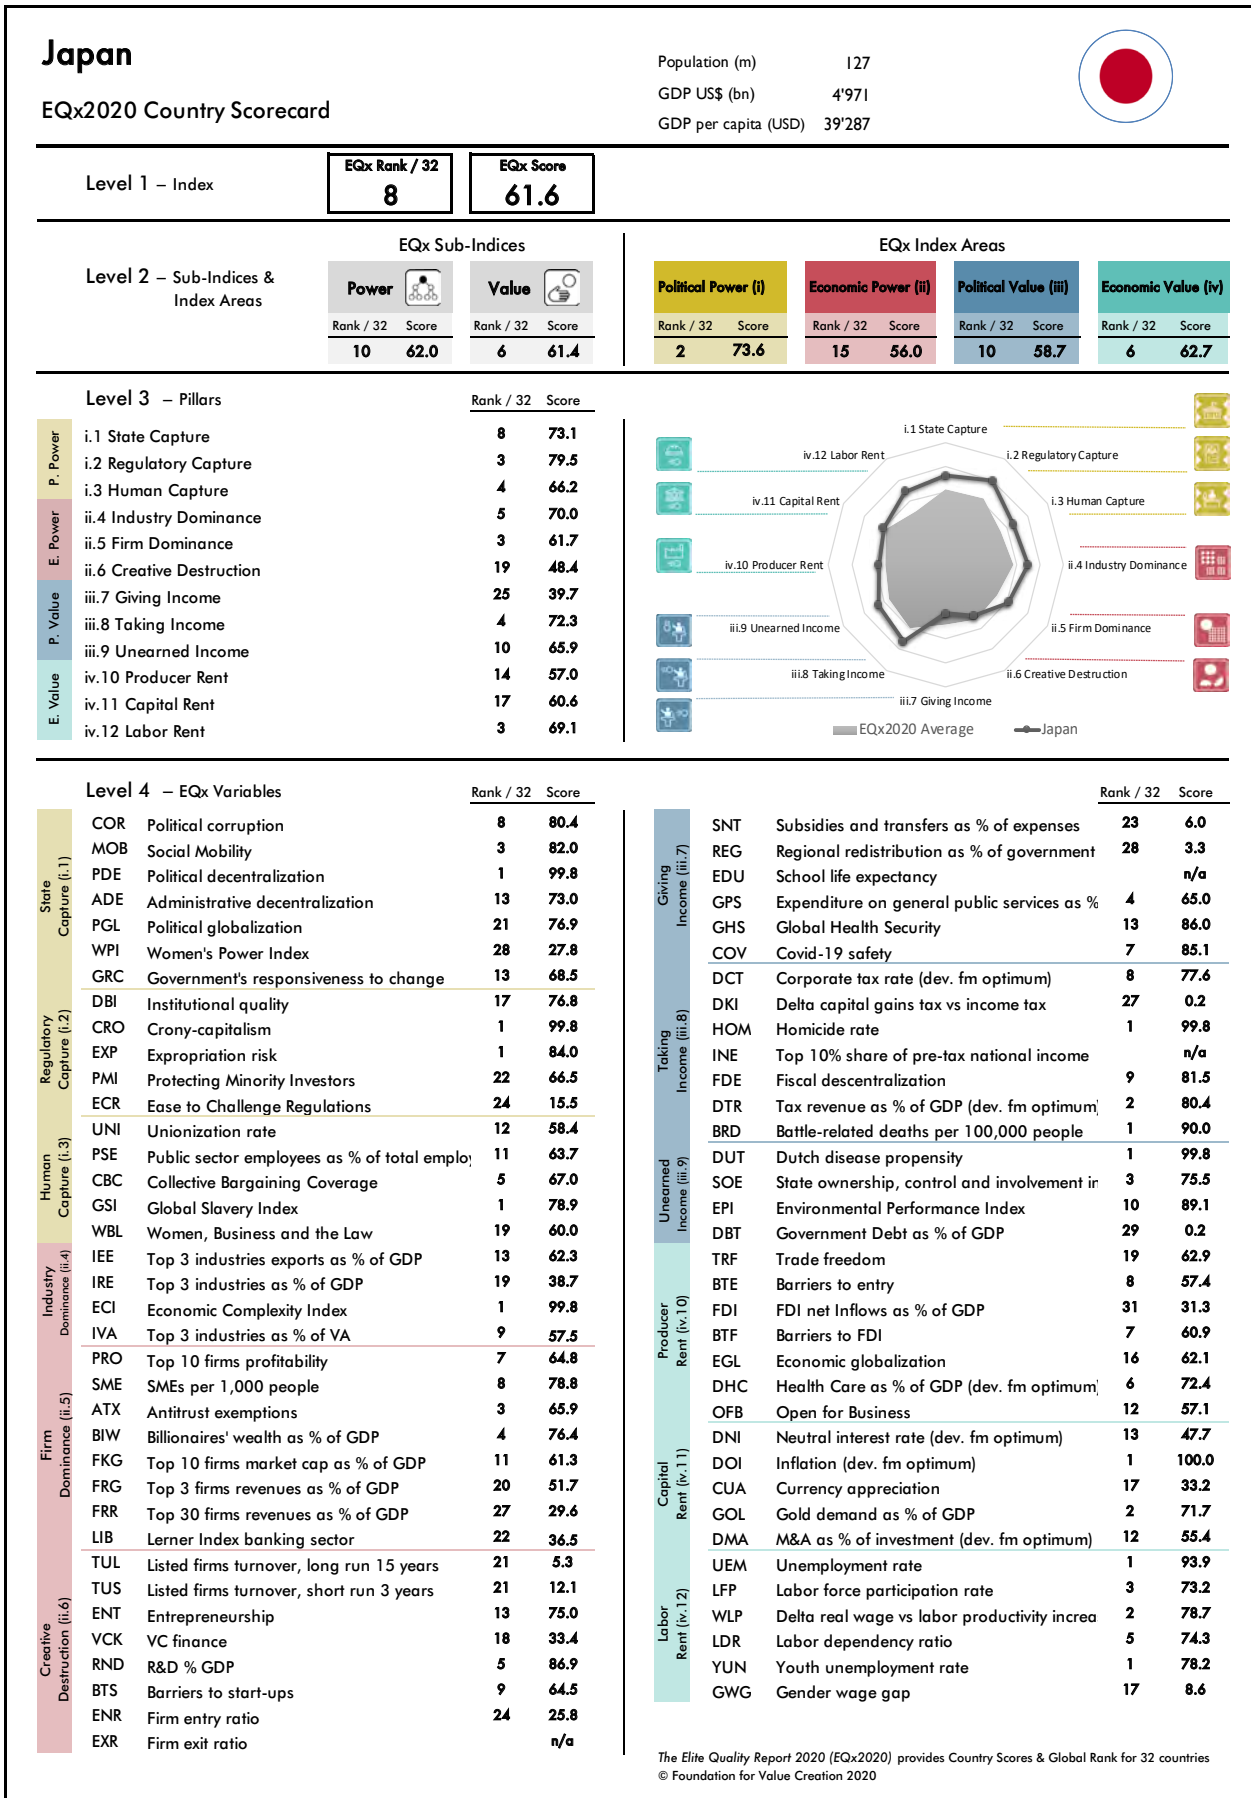 Japan
EQx2020 Country Scorecard
Population (m) 127
GDP US$ (bn) 4'971
GDP per capita (USD) 39'287
Level 1 – Index
EQx Rank / 32
8
EQx Score
61.6
Level 2 – Sub-Indices & Index Areas
EQx Sub-Indices
Power
Value
Rank / 32 Score Rank / 32 Score
10 62.0 6 61.4
EQx Index Areas
Political Power (i) Economic Power (ii) Political Value (iii) Economic Value (iv)
Rank / 32 Score Rank / 32 Score Rank / 32 Score Rank / 32 Score
2 73.6 15 56.0 10 58.7 6 62.7
Level 3 – Pillars Rank / 32 Score
P. Power
i.1 State Capture 8 73.1
i.2 Regulatory Capture 3 79.5
i.3 Human Capture 4 66.2
E. Power
ii.4 Industry Dominance 5 70.0
ii.5 Firm Dominance 3 61.7
ii.6 Creative Destruction 19 48.4
P. Value
iii.7 Giving Income 25 39.7
iii.8 Taking Income 4 72.3
iii.9 Unearned Income 10 65.9
E. Value
iv.10 Producer Rent 14 57.0
iv.11 Capital Rent 17 60.6
iv.12 Labor Rent 3 69.1
i.1 State Capture
i.2 Regulatory Capture
i.3 Human Capture
ii.4 Industry Dominance
ii.5 Firm Dominance
ii.6 Creative Destruction
iii.7 Giving Income
iii.8 Taking Income
iii.9 Unearned Income
iv.10 Producer Rent
iv.11 Capital Rent
iv.12 Labor Rent
EQx2020 Average Japan
Level 4 – EQx Variables Rank / 32 Score
State Capture (i.1)
COR Political corruption 8 80.4
MOB Social Mobility 3 82.0
PDE Political decentralization 1 99.8
ADE Administrative decentralization 13 73.0
PGL Political globalization 21 76.9
WPI Women's Power Index 28 27.8
GRC Government's responsiveness to change 13 68.5
Regulatory Capture (i.2)
DBI Institutional quality 17 76.8
CRO Crony-capitalism 1 99.8
EXP Expropriation risk 1 84.0
PMI Protecting Minority Investors 22 66.5
ECR Ease to Challenge Regulations 24 15.5
Human Capture (i.3)
UNI Unionization rate 12 58.4
PSE Public sector employees as % of total emplo 11 63.7
CBC Collective Bargaining Coverage 5 67.0
GSI Global Slavery Index 1 78.9
WBL Women, Business and the Law 19 60.0
Industry Dominance (ii.4)
IEE Top 3 industries exports as % of GDP 13 62.3
IRE Top 3 industries as % of GDP 19 38.7
ECI Economic Complexity Index 1 99.8
IVA Top 3 industries as % of VA 9 57.5
Firm Dominance (ii.5)
PRO Top 10 firms profitability 7 64.8
SME SMEs per 1,000 people 8 78.8
ATX Antitrust exemptions 3 65.9
BIW Billionaires' wealth as % of GDP 4 76.4
FKG Top 10 firms market cap as % of GDP 11 61.3
FRG Top 3 firms revenues as % of GDP 20 51.7
FRR Top 30 firms revenues as % of GDP 27 29.6
LIB Lerner Index banking sector 22 36.5
Creative Destruction (ii.6)
TUL Listed firms turnover, long run 15 years 21 5.3
TUS Listed firms turnover, short run 3 years 21 12.1
ENT Entrepreneurship 13 75.0
VCK VC finance 18 33.4
RND R&D % GDP 5 86.9
BTS Barriers to start-ups 9 64.5
ENR Firm entry ratio 24 25.8
EXR Firm exit ratio n/a
Rank / 32 Score
Giving Income (iii.7)
SNT Subsidies and transfers as % of expenses 23 6.0
REG Regional redistribution as % of government 28 3.3
EDU School life expectancy n/a
GPS Expenditure on general public services as % 4 65.0
GHS Global Health Security 13 86.0
COV Covid-19 safety 7 85.1
Taking Income (iii.8)
DCT Corporate tax rate (dev. fm optimum) 8 77.6
DKI Delta capital gains tax vs income tax 27 0.2
HOM Homicide rate 1 99.8
INE Top 10% share of pre-tax national income n/a
FDE Fiscal descentralization 9 81.5
DTR Tax revenue as % of GDP (dev. fm optimum) 2 80.4
BRD Battle-related deaths per 100,000 people 1 90.0
Unearned Income (iii.9)
DUT Dutch disease propensity 1 99.8
SOE State ownership, control and involvement in 3 75.5
EPI Environmental Performance Index 10 89.1
DBT Government Debt as % of GDP 29 0.2
Producer Rent (iv.10)
TRF Trade freedom 19 62.9
BTE Barriers to entry 8 57.4
FDI FDI net Inflows as % of GDP 31 31.3
BTF Barriers to FDI 7 60.9
EGL Economic globalization 16 62.1
DHC Health Care as % of GDP (dev. fm optimum) 6 72.4
OFB Open for Business 12 57.1
Capital Rent (iv.11)
DNI Neutral interest rate (dev. fm optimum) 13 47.7
DOI Inflation (dev. fm optimum) 1 100.0
CUA Currency appreciation 17 33.2
GOL Gold demand as % of GDP 2 71.7
DMA M&A as % of investment (dev. fm optimum) 12 55.4
Labor Rent (iv.12)
UEM Unemployment rate 1 93.9
LFP Labor force participation rate 3 73.2
WLP Delta real wage vs labor productivity increa 2 78.7
LDR Labor dependency ratio 5 74.3
YUN Youth unemployment rate 1 78.2
GWG Gender wage gap 17 8.6
The Elite Quality Report 2020 (EQx2020) provides Country Scores & Global Rank for 32 countries
© Foundation for Value Creation 2020